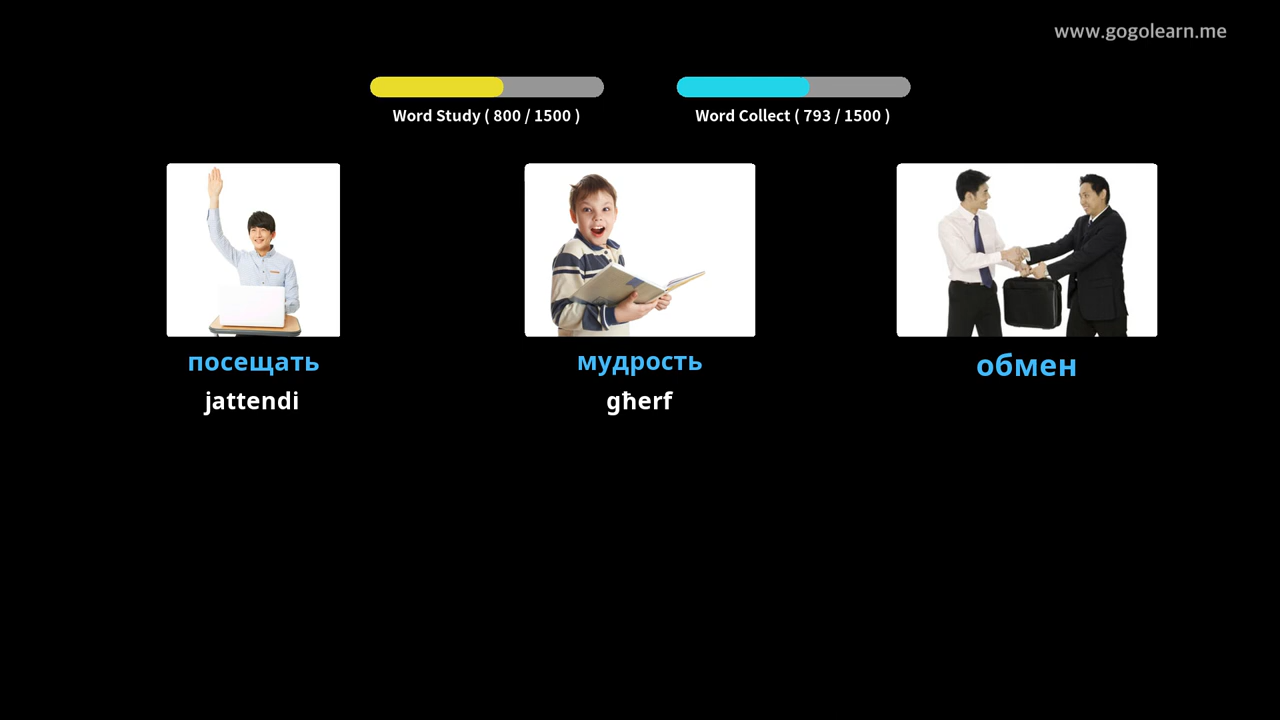 www.gogolearn.me
Word Study ( 800 / 1500 )
Word Collect ( 793 / 1500 )
посещать
jattendi
мудрость
għerf
обмен